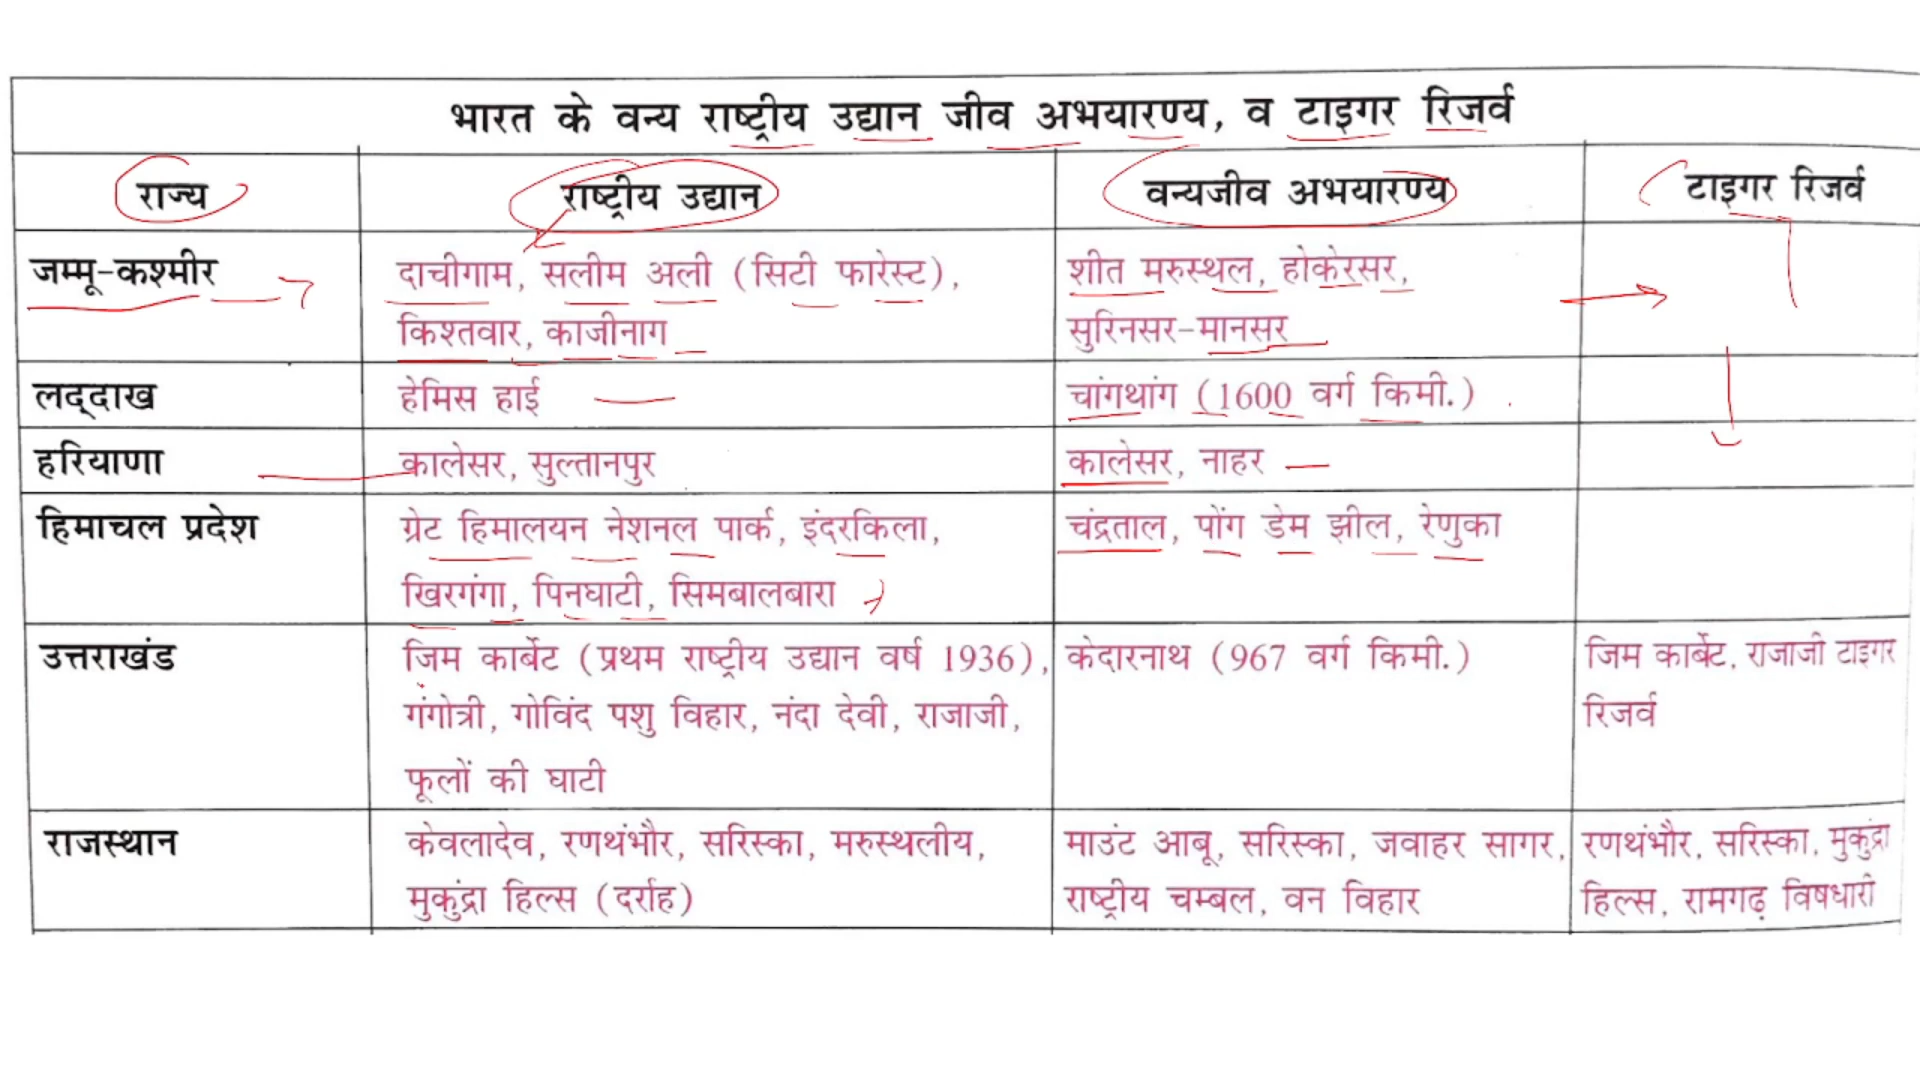 भारत के वन्य राष्ट्रीय उद्यान जीव अभयारण्य, व टाइगर रिजर्व
राज्य राष्ट्रीय उद्यान वन्यजीव अभयारण्य टाइगर रिजर्व
जम्मू-कश्मीर दाचीगाम, सलीम अली (सिटी फारेस्ट), शीत मरुस्थल, होकेरसर,
किश्तवार, काजीनाग सुरिनसर-मानसर
लद्दाख हेमिस हाई चांगथांग (1600 वर्ग किमी.)
हरियाणा कालेसर, सुल्तानपुर कालेसर, नाहर
हिमाचल प्रदेश ग्रेट हिमालयन नेशनल पार्क, इंदरकिला, चंद्रताल, पोंग डेम झील, रेणुका
खिरगंगा, पिनघाटी, सिमबालबारा
उत्तराखंड जिम कार्बेट (प्रथम राष्ट्रीय उद्यान वर्ष 1936), केदारनाथ (967 वर्ग किमी.) जिम कार्बेट, राजाजी टाइगर
गंगोत्री, गोविंद पशु विहार, नंदा देवी, राजाजी, रिजर्व
फूलों की घाटी
राजस्थान केवलादेव, रणथंभौर, सरिस्का, मरुस्थलीय, माउंट आबू, सरिस्का, जवाहर सागर, रणथंभौर, सरिस्का, मुकुंद्रा
मुकुंद्रा हिल्स (दर्राह) राष्ट्रीय चम्बल, वन विहार हिल्स, रामगढ़ विषधारी